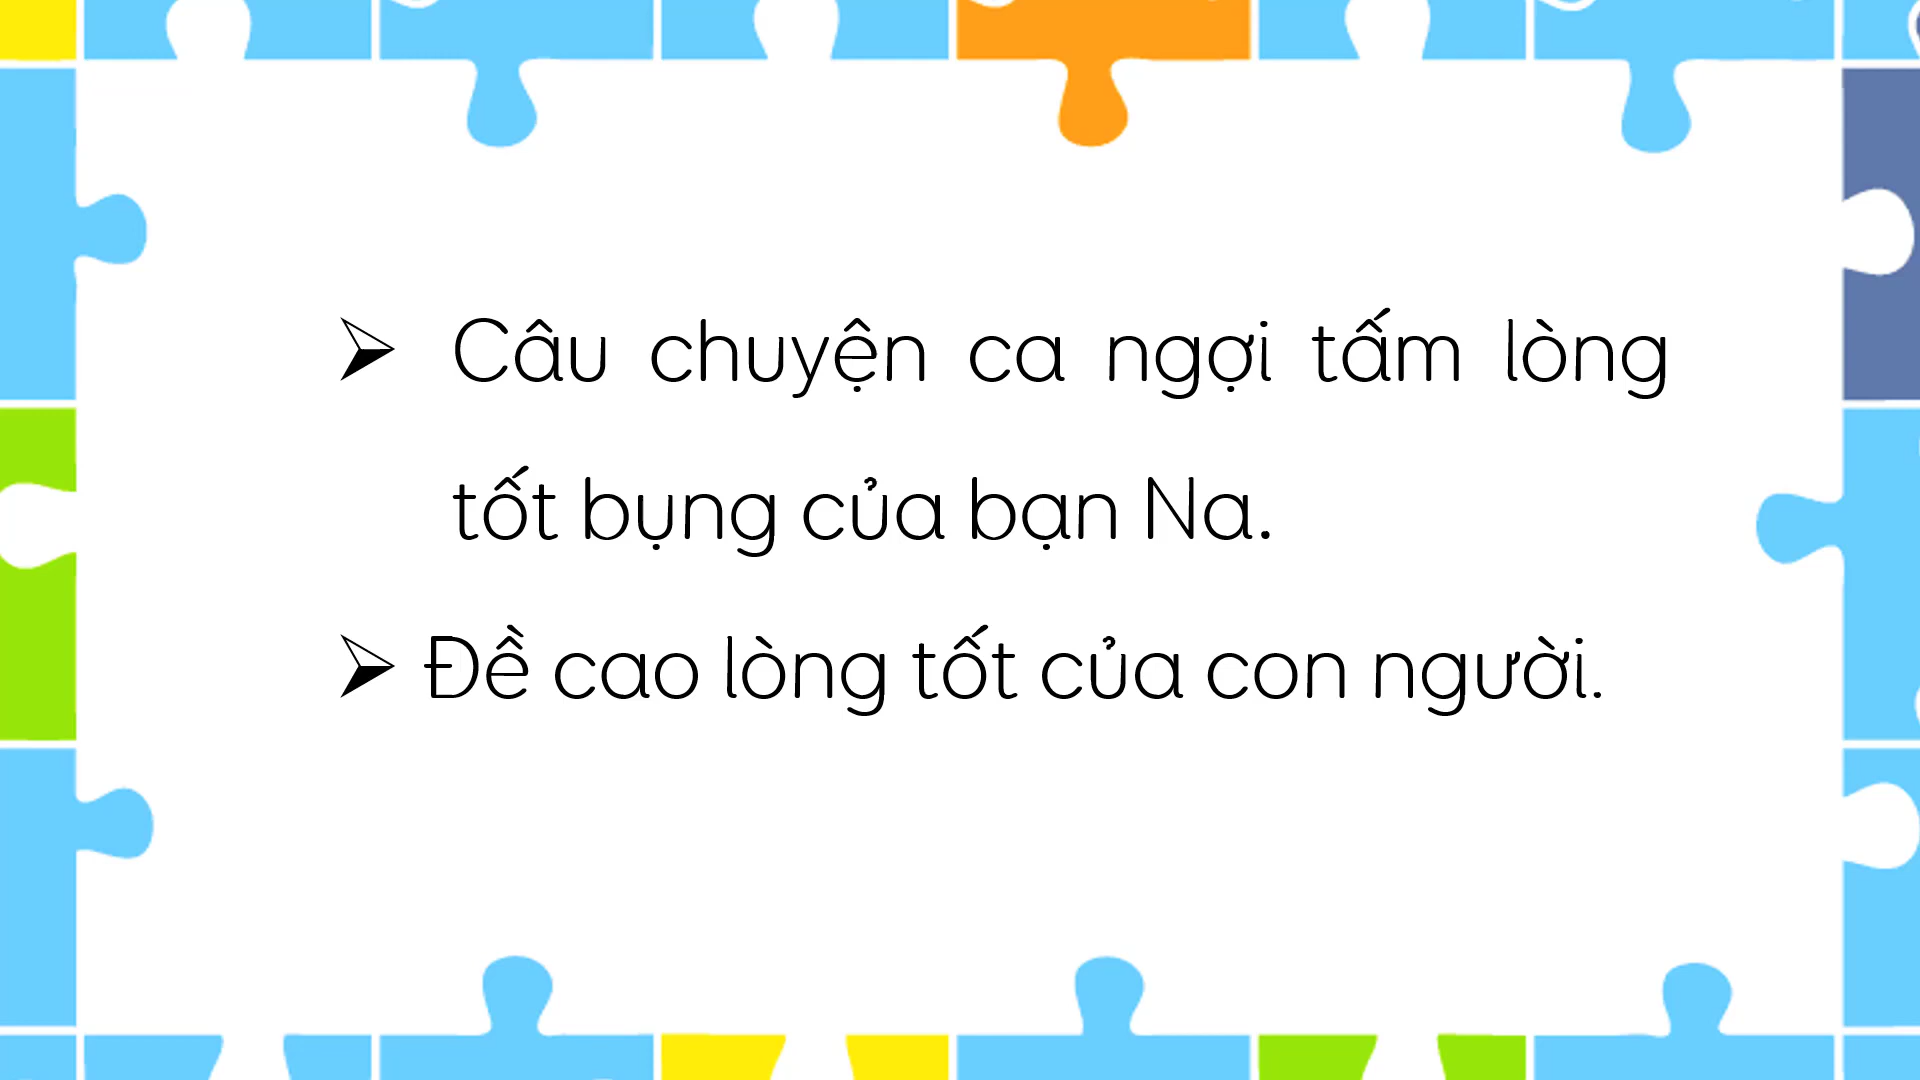 Câu chuyện ca ngợi tấm lòng
tốt bụng của bạn Na.
Đề cao lòng tốt của con người.